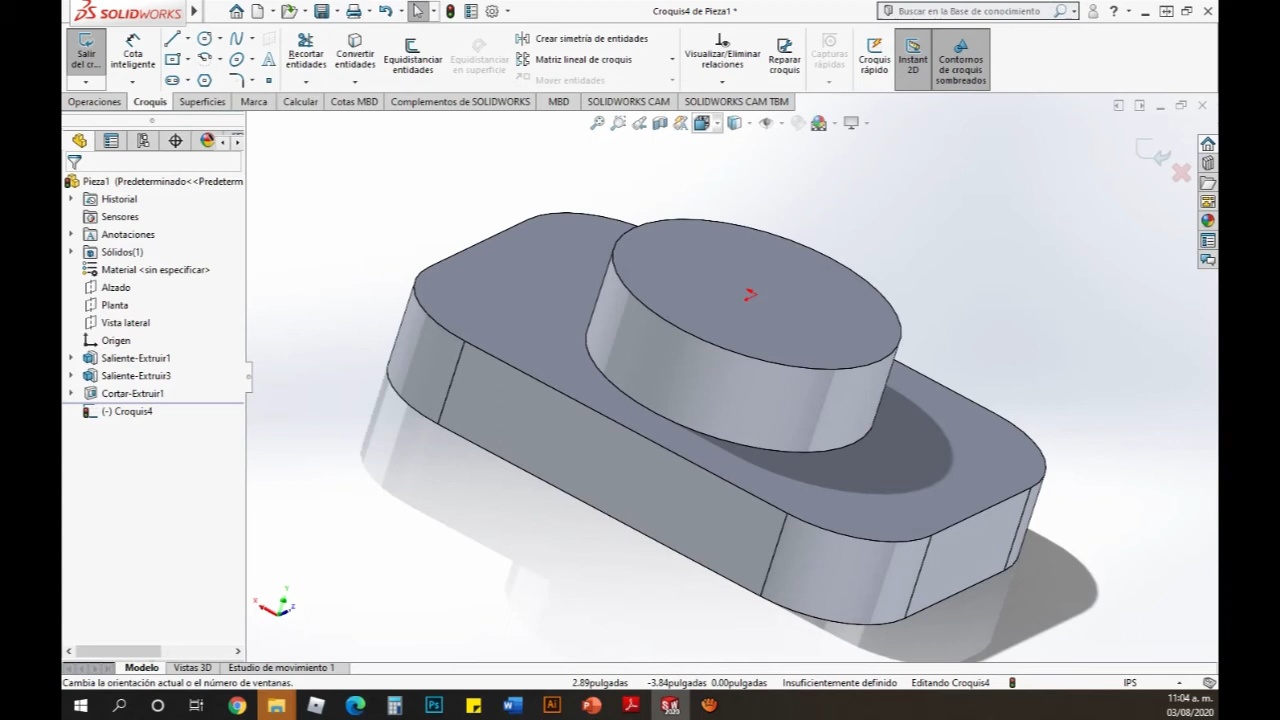 SOLIDWORKS
Croquis4 de Pieza1 *
Buscar en la Base de conocimiento
Salir del cr...
Cota inteligente
Recortar entidades
Convertir entidades
Equidistanciar entidades
Equidistanciar en superficie
Crear simetría de entidades
Matriz lineal de croquis
Mover entidades
Visualizar/Eliminar relaciones
Reparar croquis
Capturas rápidas
Croquis rápido
Instant 2D
Contornos de croquis sombreados
Operaciones
Croquis
Superficies
Marca
Calcular
Cotas MBD
Complementos de SOLIDWORKS
MBD
SOLIDWORKS CAM
SOLIDWORKS CAM TBM
Pieza1 (Predeterminado<<Predeterm
Historial
Sensores
Anotaciones
Sólidos(1)
Material <sin especificar>
Alzado
Planta
Vista lateral
Origen
Saliente-Extruir1
Saliente-Extruir3
Cortar-Extruir1
(-) Croquis4
Modelo
Vistas 3D
Estudio de movimiento 1
Cambia la orientación actual o el número de ventanas.
2.89pulgadas
-3.84pulgadas
0.00pulgadas
Insuficientemente definido
Editando Croquis4
IPS
11:04 a. m.
03/08/2020